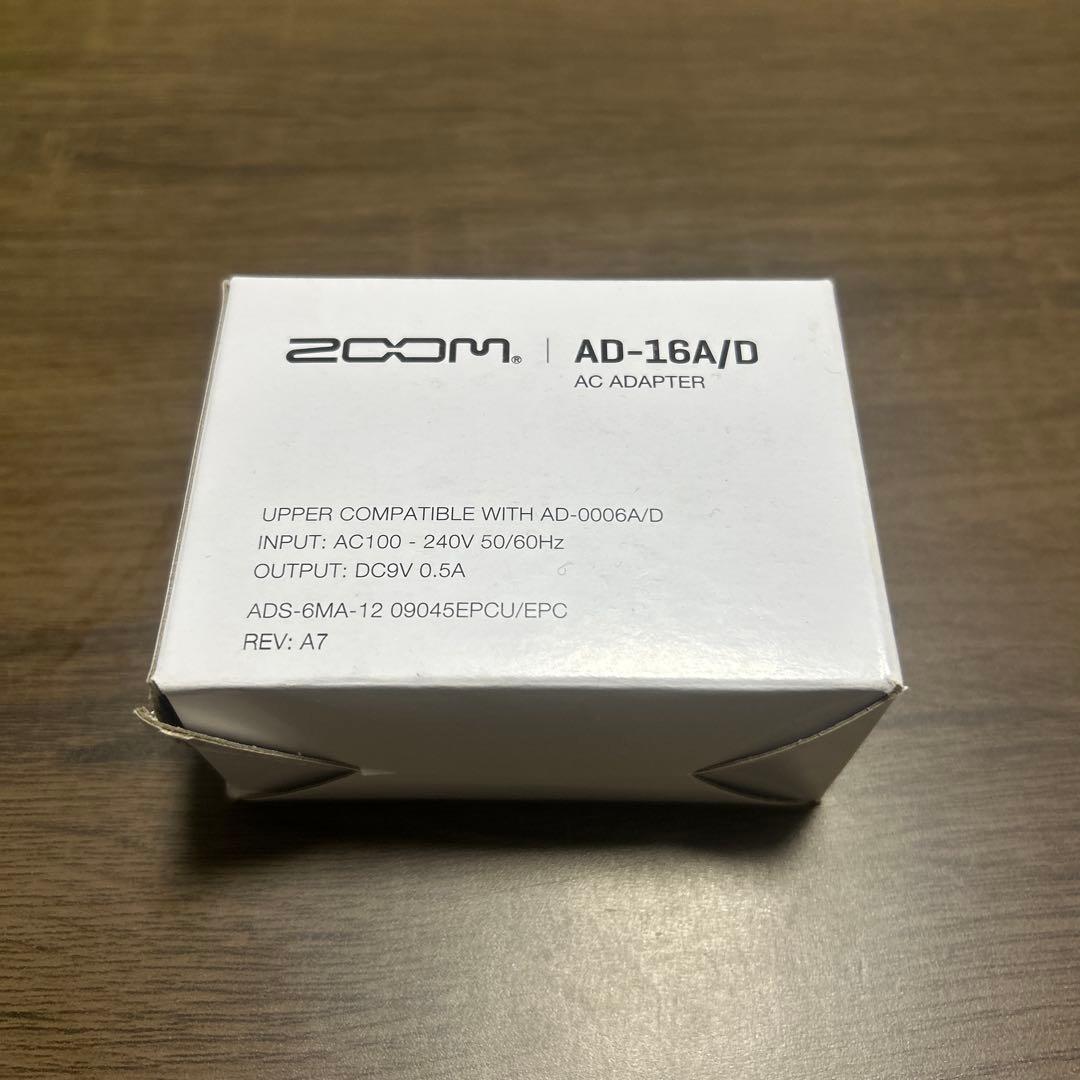 ZOOM® | AD-16A/D
AC ADAPTER
UPPER COMPATIBLE WITH AD-0006A/D
INPUT: AC100 - 240V 50/60Hz
OUTPUT: DC9V 0.5A
ADS-6MA-12 09045EPCU/EPC
REV: A7